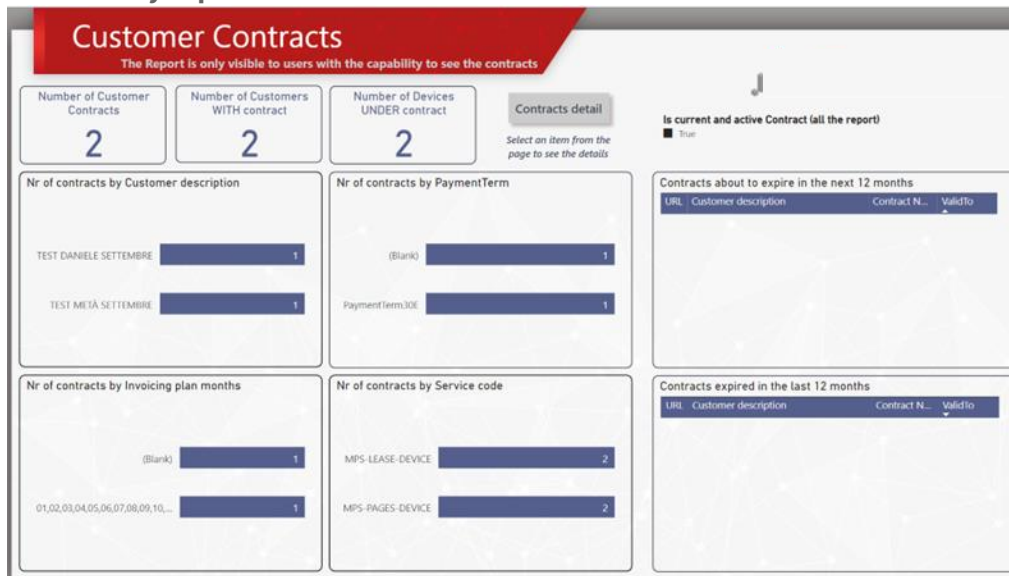 Customer Contracts
The Report is only visible to users with the capability to see the contracts
Number of Customer
Contracts
2
Number of Customers
WITH contract
2
Number of Devices
UNDER contract
2
Contracts detail
Select an item from the
page to see the details
Is current and active Contract (all the report)
True
Nr of contracts by Customer description
TEST DANIELE SETTEMBRE
1
TEST METÀ SETTEMBRE
1
Nr of contracts by PaymentTerm
(Blank)
1
PaymentTerm30E
1
Contracts about to expire in the next 12 months
URL Customer description Contract N... ValidTo
Nr of contracts by Invoicing plan months
(Blank)
1
01,02,03,04,05,06,07,08,09,10,...
1
Nr of contracts by Service code
MPS-LEASE-DEVICE
2
MPS-PAGES-DEVICE
2
Contracts expired in the last 12 months
URL Customer description Contract N... ValidTo